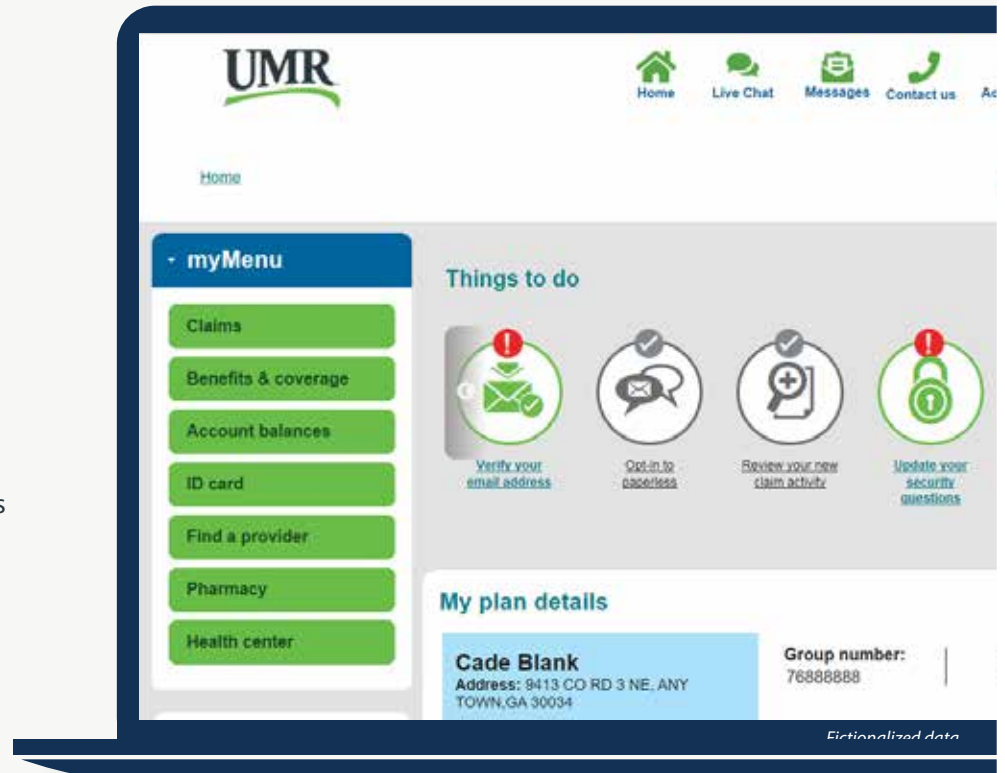 UMR
Home
Live Chat
Messages
Contact us
Home
myMenu
Claims
Benefits & coverage
Account balances
ID card
Find a provider
Pharmacy
Health center
Things to do
Verify your
email address
Opt-in to
paperless
Review your new
claim activity
Update your
security
questions
My plan details
Cade Blank
Address: 9413 CO RD 3 NE, ANY
TOWN,GA 30034
Group number:
76888888
Fictionalized data